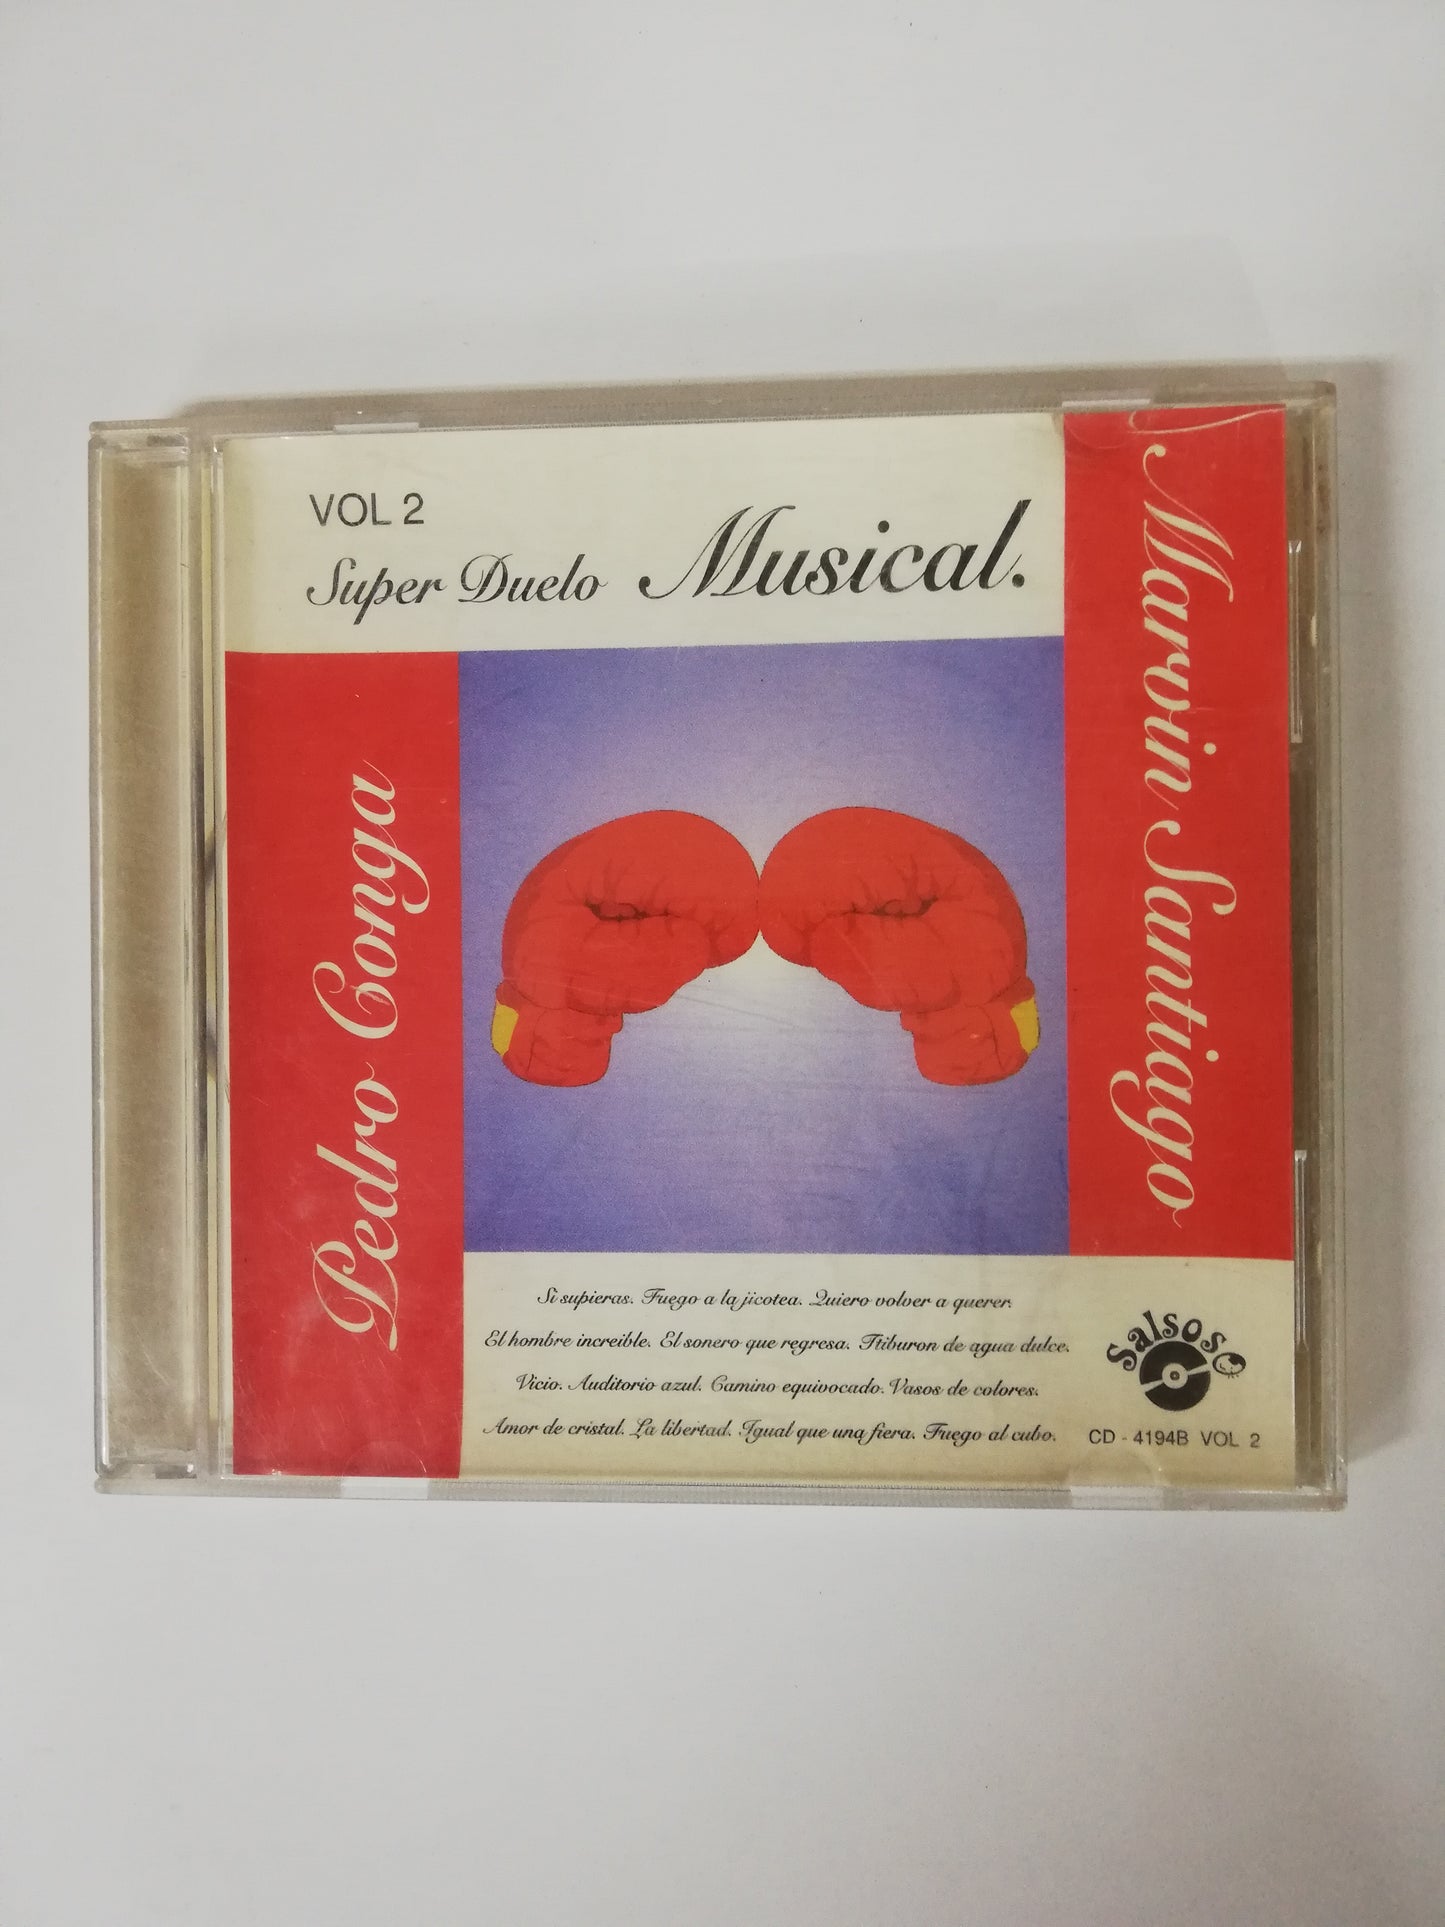 VOL 2
Super Duelo Musical.
Pedro Conga
Marvin Santiago
Si supieras. Fuego a la jicotea. Quiero volver a querer.
El hombre increible. El sonero que regresa. Ttiburon de agua dulce.
Vicio. Auditorio azul. Camino equivocado. Vasos de colores.
Amor de cristal. La libertad. Igual que una fiera. Fuego al cubo.
Salsoso
CD - 4194B VOL 2